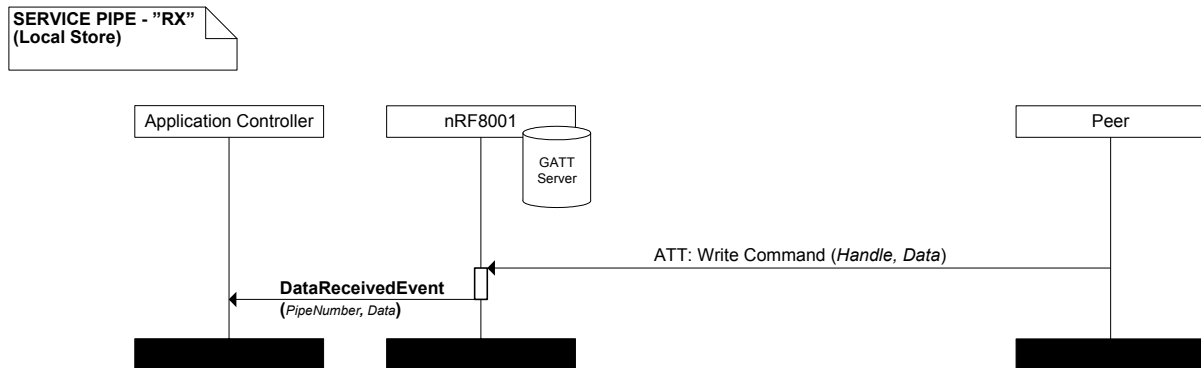 SERVICE PIPE - ”RX”
(Local Store)
Application Controller
nRF8001
Peer
GATT
Server
ATT: Write Command (Handle, Data)
DataReceivedEvent
(PipeNumber, Data)